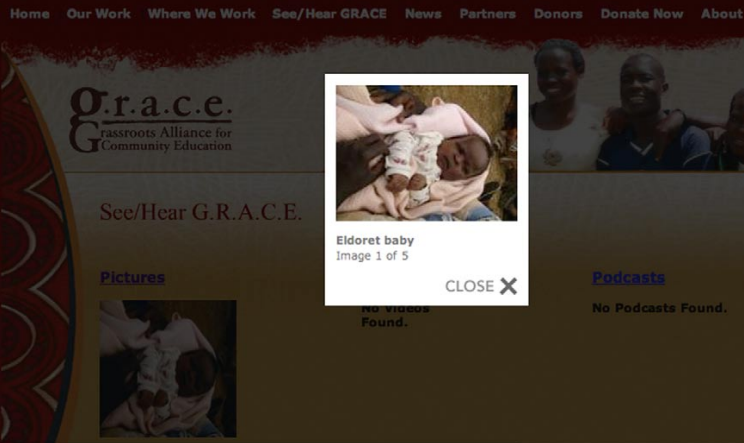 Home Our Work Where We Work See/Hear GRACE News Partners Donors Donate Now About
g.r.a.c.e.
Grassroots Alliance for
Community Education
See/Hear G.R.A.C.E.
Eldoret baby
Image 1 of 5
CLOSE X
Pictures
Podcasts
No Videos
Found.
No Podcasts Found.